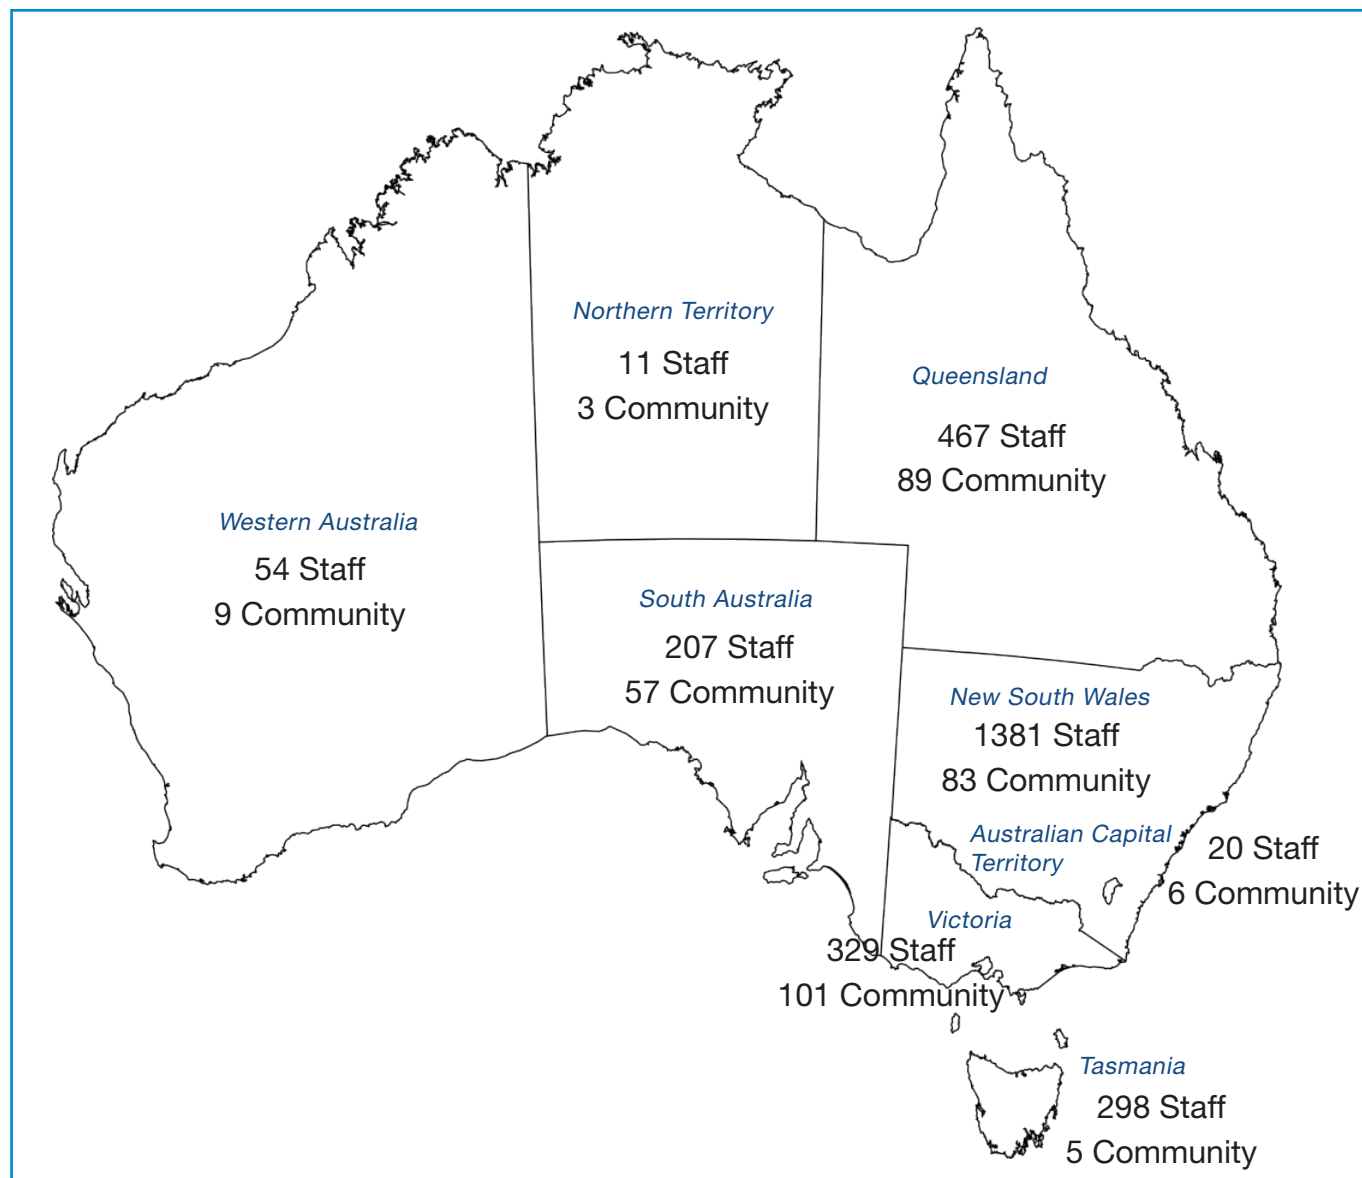 Northern Territory
11 Staff
3 Community
Queensland
467 Staff
89 Community
Western Australia
54 Staff
9 Community
South Australia
207 Staff
57 Community
New South Wales
1381 Staff
83 Community
Australian Capital
Territory
20 Staff
6 Community
Victoria
329 Staff
101 Community
Tasmania
298 Staff
5 Community